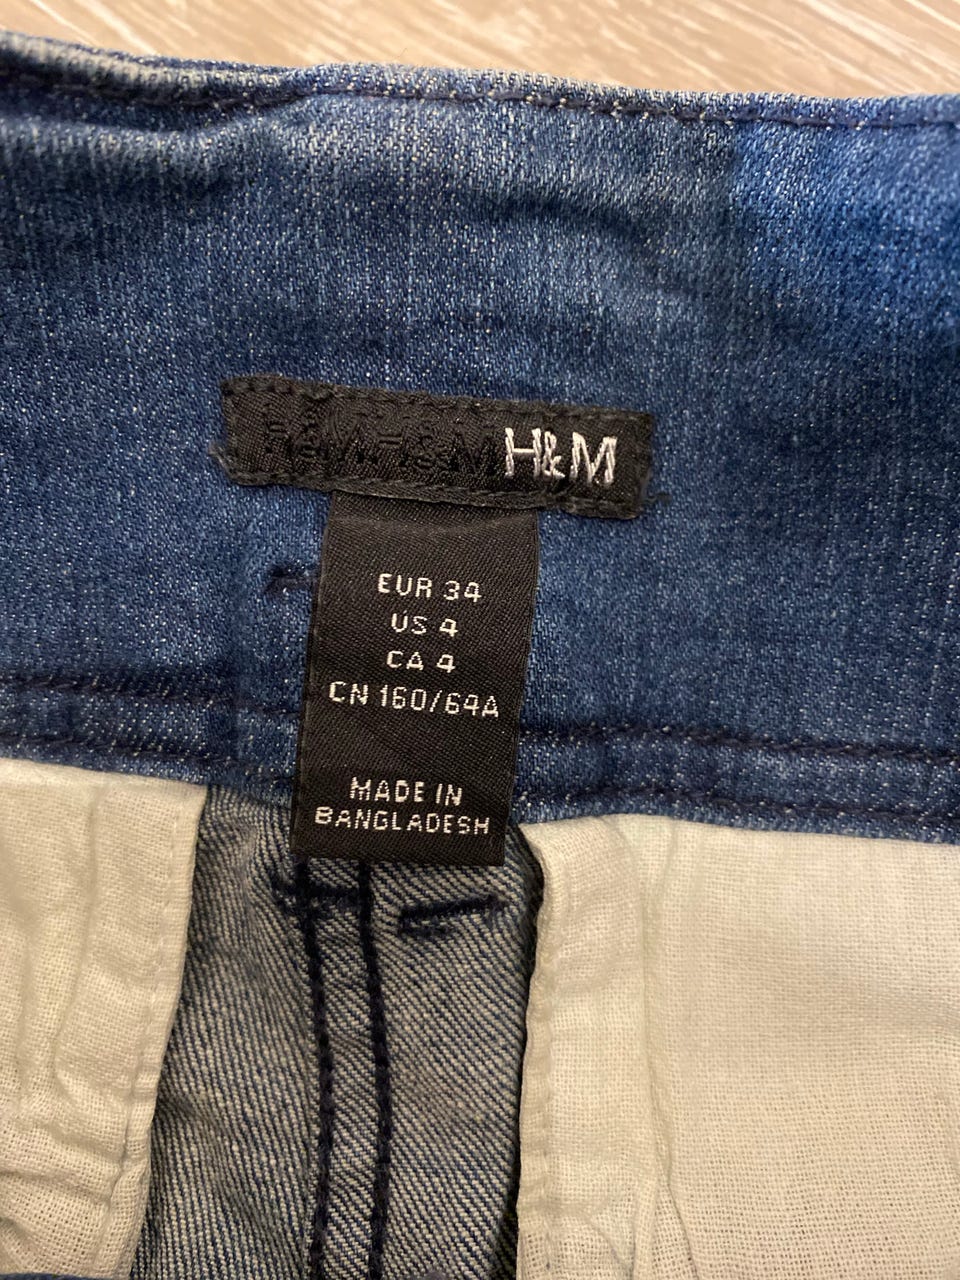 H&M H&M H&M
EUR 34
US 4
CA 4
CN 160/64A
MADE IN
BANGLADESH